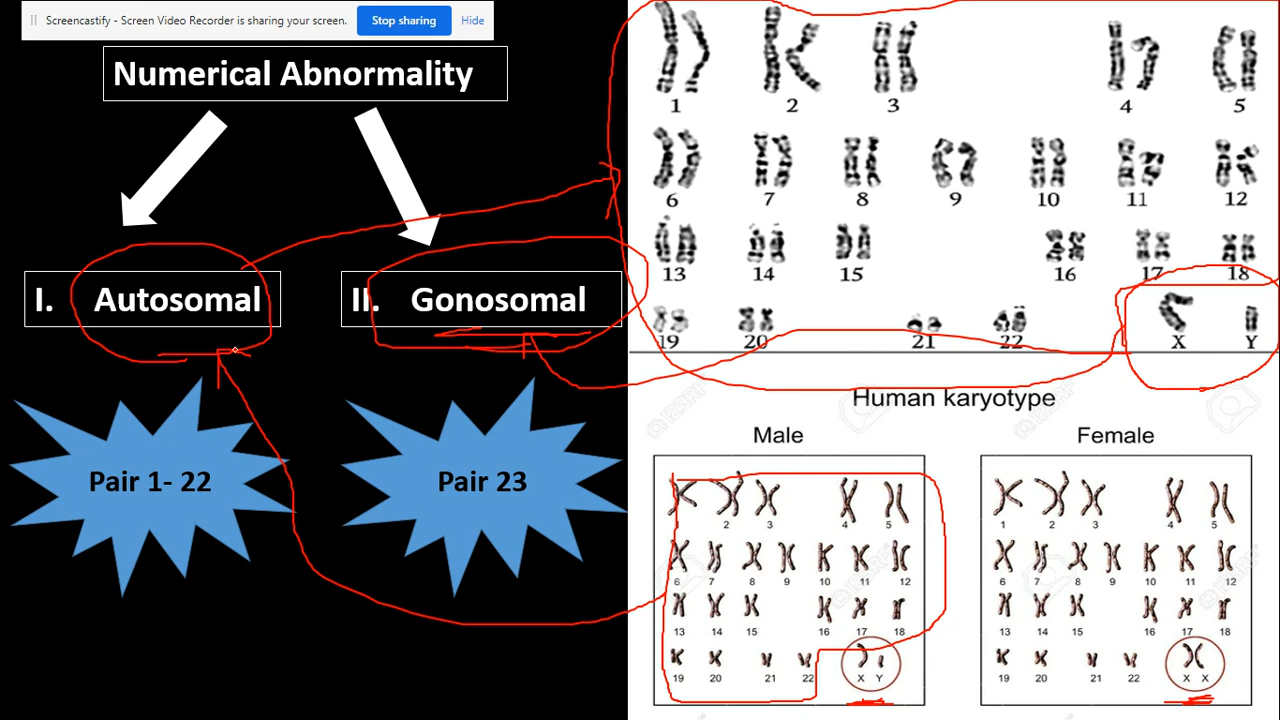 Screencastify - Screen Video Recorder is sharing your screen. Stop sharing Hide
Numerical Abnormality
I. Autosomal
II. Gonosomal
Pair 1- 22
Pair 23
1 2 3 4 5
6 7 8 9 10 11 12
13 14 15 16 17 18
19 20 21 22 X Y
Human karyotype
Male
2 3 4 5
6 7 8 9 10 11 12
13 14 15 16 17 18
19 20 21 22 X Y
Female
1 2 3 4 5
6 7 8 9 10 11 12
13 14 15 16 17 18
19 20 21 22 X X